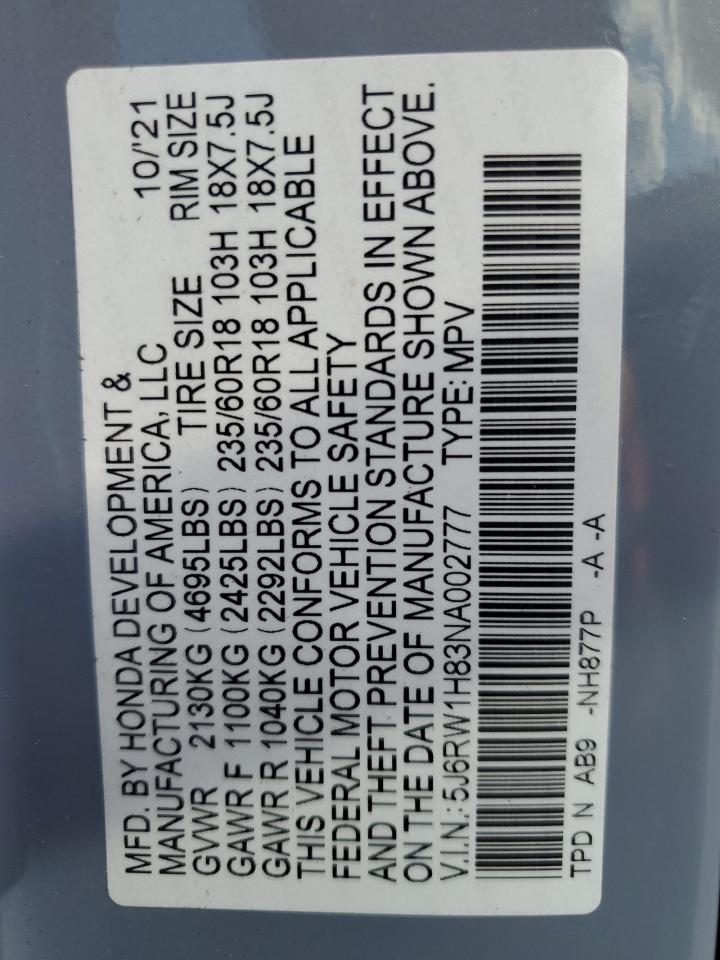 MFD. BY HONDA DEVELOPMENT &
MANUFACTURING OF AMERICA, LLC 10/'21
GVWR 2130KG (4695LBS) TIRE SIZE RIM SIZE
GAWR F 1100KG (2425LBS) 235/60R18 103H 18X7.5J
GAWR R 1040KG (2292LBS) 235/60R18 103H 18X7.5J
THIS VEHICLE CONFORMS TO ALL APPLICABLE
FEDERAL MOTOR VEHICLE SAFETY
AND THEFT PREVENTION STANDARDS IN EFFECT
ON THE DATE OF MANUFACTURE SHOWN ABOVE.
V.I.N.: 5J6RW1H83NA002777 TYPE: MPV
TPD N AB9 -NH877P -A -A